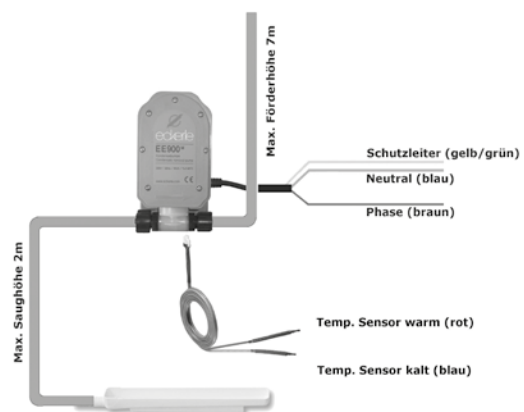 Max. Förderhöhe 7m
eckerle
EE900
Schutzleiter (gelb/grün)
Neutral (blau)
Phase (braun)
Max. Saughöhe 2m
Temp. Sensor warm (rot)
Temp. Sensor kalt (blau)